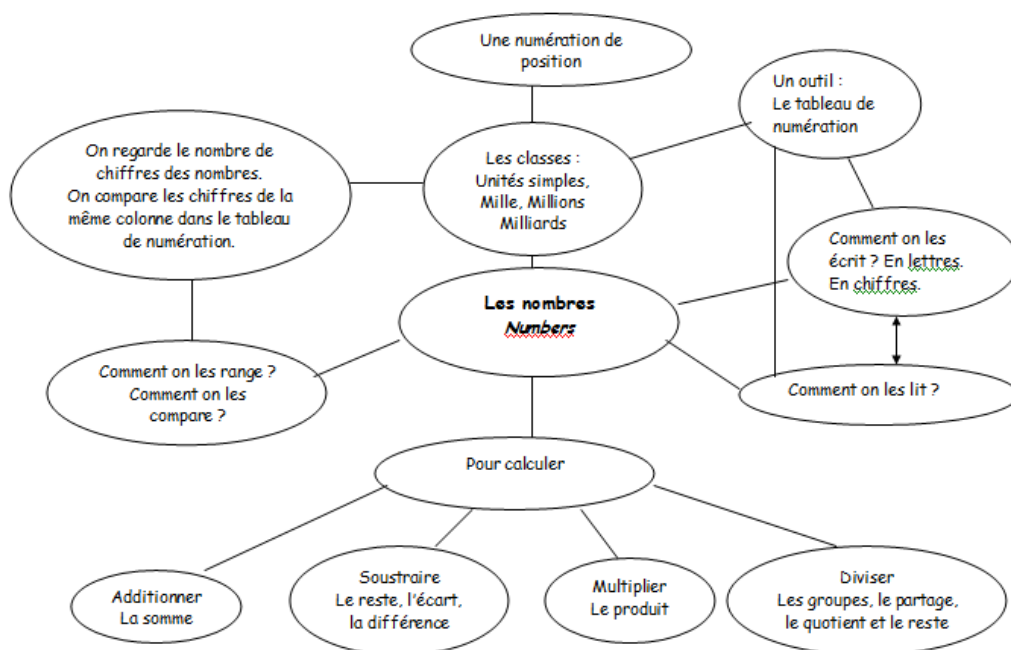 Une numération de
position
Un outil :
Le tableau de
numération
On regarde le nombre de
chiffres des nombres.
On compare les chiffres de la
même colonne dans le tableau
de numération.
Les classes :
Unités simples,
Mille, Millions
Milliards
Comment on les
écrit ? En lettres.
En chiffres.
Les nombres
Numbers
Comment on les range ?
Comment on les
compare ?
Comment on les lit ?
Pour calculer
Additionner
La somme
Soustraire
Le reste, l'écart,
la différence
Multiplier
Le produit
Diviser
Les groupes, le partage,
le quotient et le reste